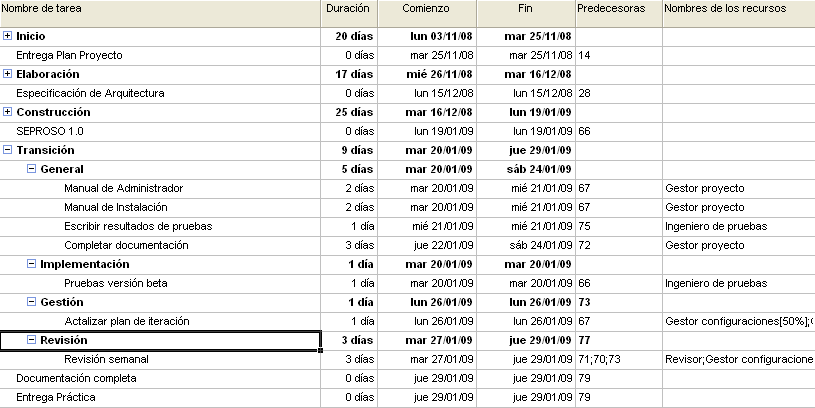 Nombre de tarea Duración Comienzo Fin Predecesoras Nombres de los recursos
Inicio 20 días lun 03/11/08 mar 25/11/08
Entrega Plan Proyecto 0 días mar 25/11/08 mar 25/11/08 14
Elaboración 17 días mié 26/11/08 mar 16/12/08
Especificación de Arquitectura 0 días lun 15/12/08 lun 15/12/08 28
Construcción 25 días mar 16/12/08 lun 19/01/09
SEPROSO 1.0 0 días lun 19/01/09 lun 19/01/09 66
Transición 9 días mar 20/01/09 jue 29/01/09
General 5 días mar 20/01/09 sáb 24/01/09
Manual de Administrador 2 días mar 20/01/09 mié 21/01/09 67 Gestor proyecto
Manual de Instalación 2 días mar 20/01/09 mié 21/01/09 67 Gestor proyecto
Escribir resultados de pruebas 1 día mié 21/01/09 mié 21/01/09 75 Ingeniero de pruebas
Completar documentación 3 días jue 22/01/09 sáb 24/01/09 72 Gestor proyecto
Implementación 1 día mar 20/01/09 mar 20/01/09
Pruebas versión beta 1 día mar 20/01/09 mar 20/01/09 66 Ingeniero de pruebas
Gestión 1 día lun 26/01/09 lun 26/01/09 73
Actalizar plan de iteración 1 día lun 26/01/09 lun 26/01/09 67 Gestor configuraciones[50%];
Revisión 3 días mar 27/01/09 jue 29/01/09 77
Revisión semanal 3 días mar 27/01/09 jue 29/01/09 71;70;73 Revisor;Gestor configuracione
Documentación completa 0 días jue 29/01/09 jue 29/01/09 79
Entrega Práctica 0 días jue 29/01/09 jue 29/01/09 79